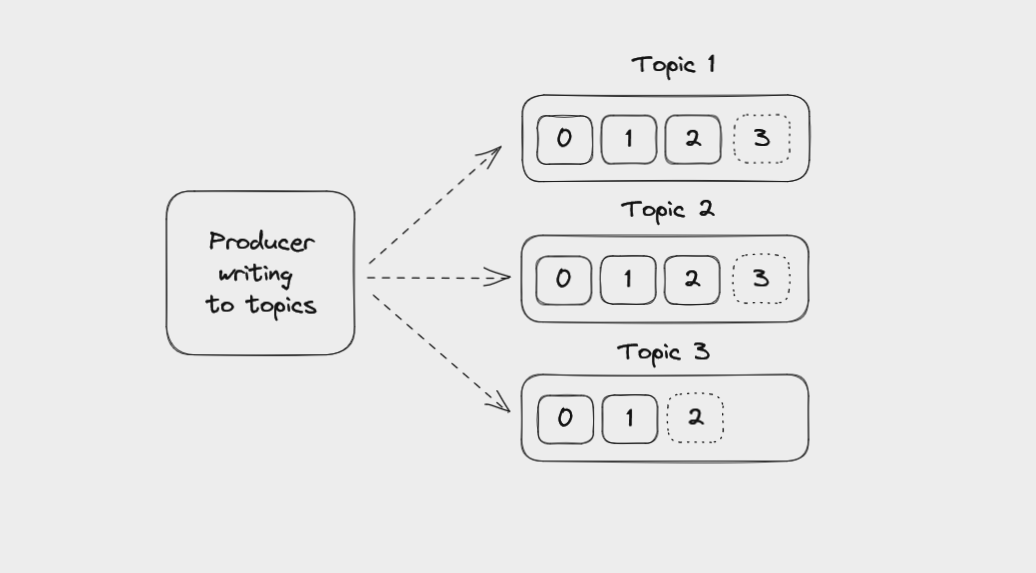 Topic 1
0 1 2 3
Producer
writing
to topics
Topic 2
0 1 2 3
Topic 3
0 1 2